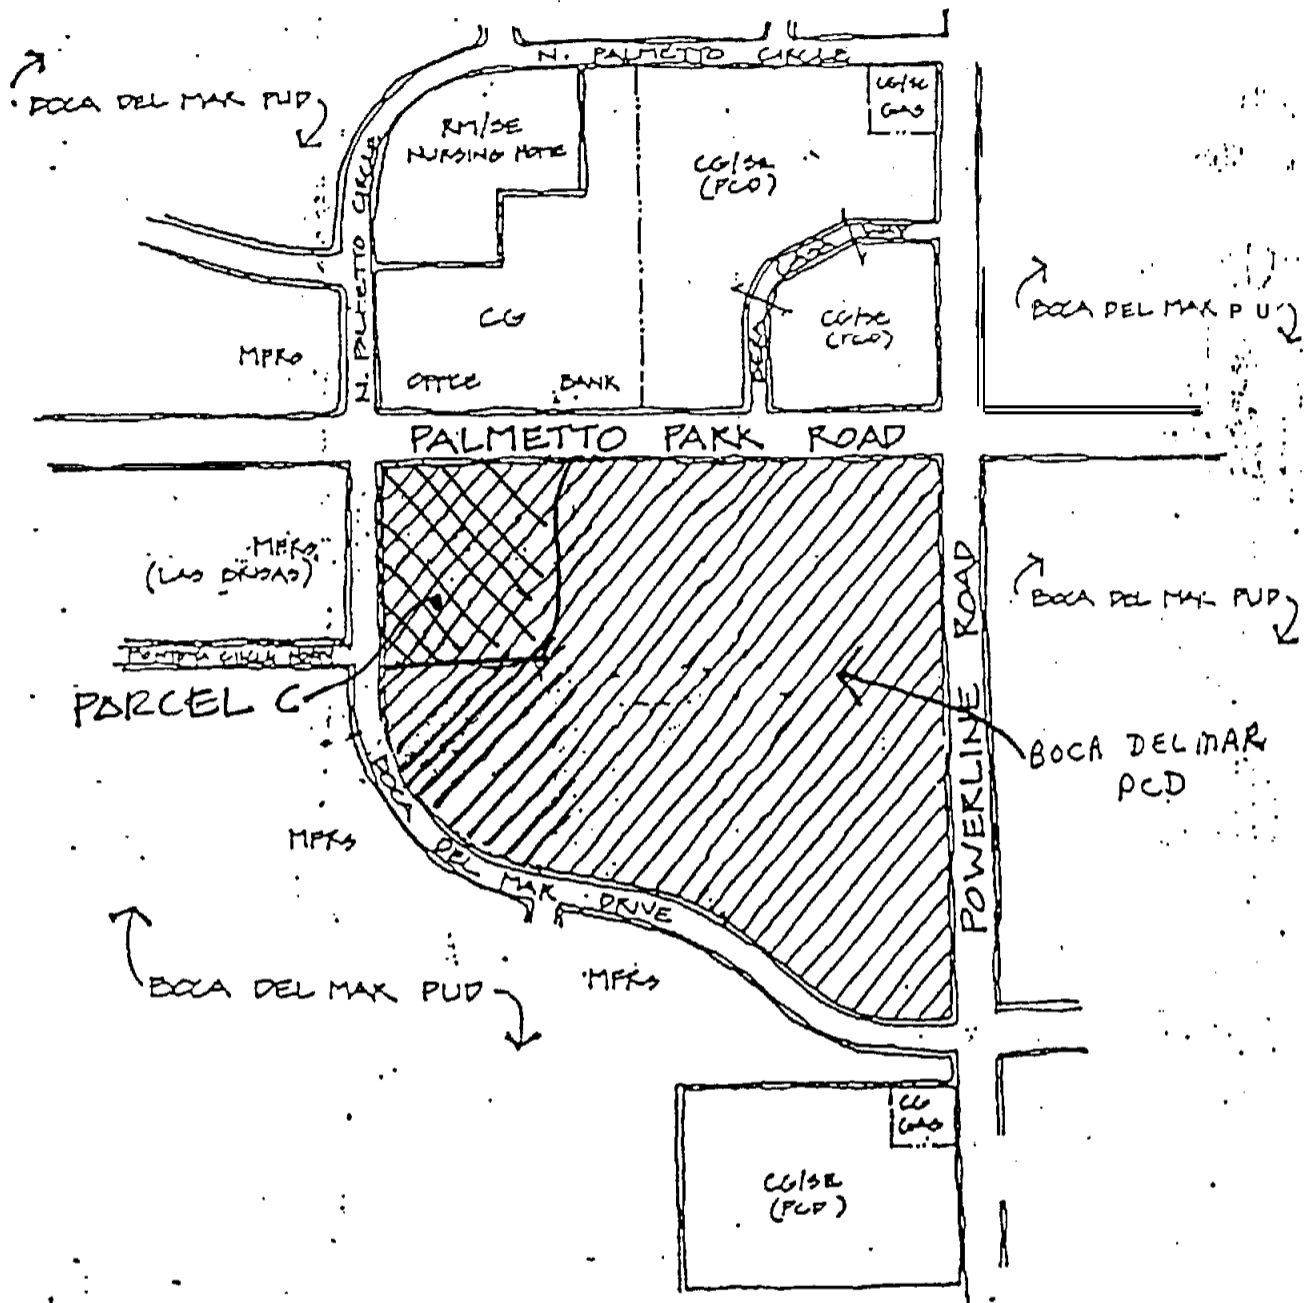 N. PALMETTO CIRCLE
BOCA DEL MAR PUD
RM/SE
NURSING HOME
CG/SE
GAS
CG/SE
(PCD)
N. PALMETTO CIRCLE
CG
BOCA DEL MAR PU
CG/SE
(PCD)
MFRS
OFFICE
BANK
PALMETTO PARK ROAD
MFRS
(LAS BRISAS)
BOCA DEL MAR PUD
POWERLINE ROAD
PARCEL C
BOCA DEL MAR
PCD
MFRS
BOCA DEL MAR DRIVE
BOCA DEL MAR PUD
MFRS
CG
GAS
CG/SE
(PCD)